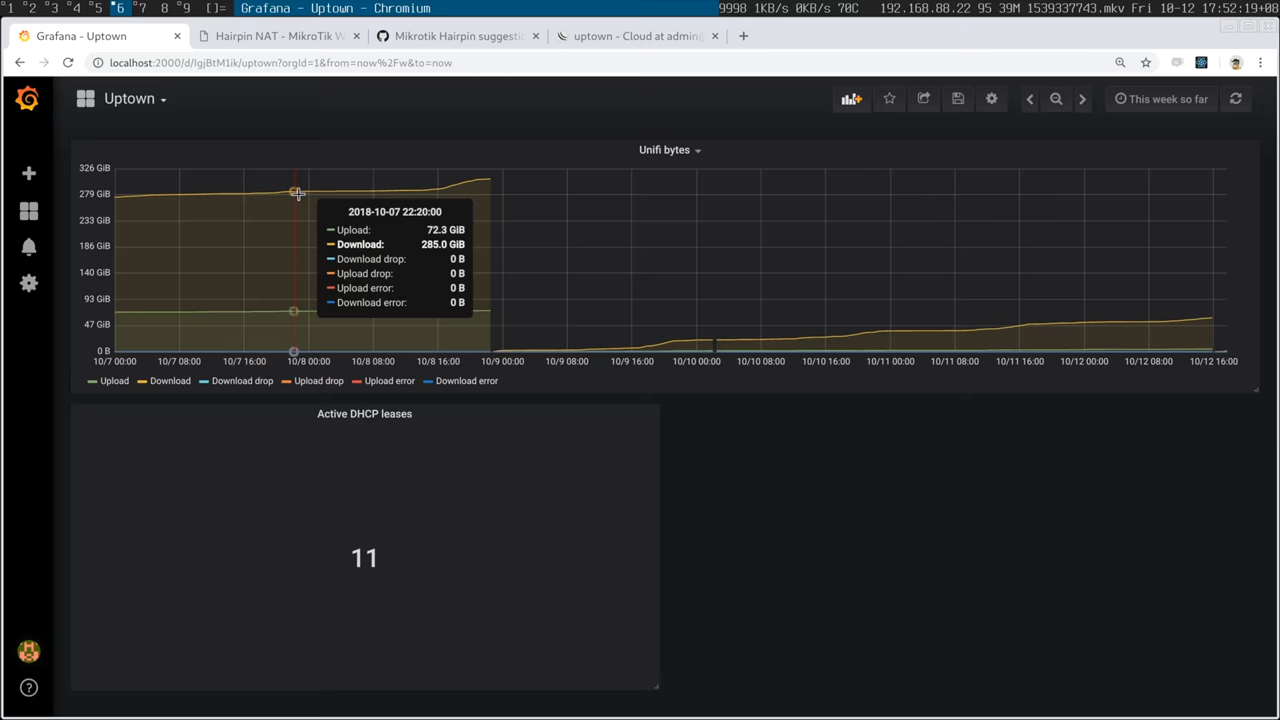 1 2 3 4 5 6 7 8 9 []= Grafana - Uptown - Chromium 9998 1KB/s 0KB/s 70C 192.168.88.22 95 39M 1539337743.mkv Fri 10-12 17:52:19+08
Grafana - Uptown Hairpin NAT - MikroTik W Mikrotik Hairpin suggestic uptown - Cloud at admin@
localhost:2000/d/IgjBtM1ik/uptown?orgId=1&from=now%2Fw&to=now
Uptown
This week so far
Unifi bytes
326 GiB
279 GiB
233 GiB
186 GiB
140 GiB
93 GiB
47 GiB
0 B
2018-10-07 22:20:00
Upload: 72.3 GiB
Download: 285.0 GiB
Download drop: 0 B
Upload drop: 0 B
Upload error: 0 B
Download error: 0 B
10/7 00:00 10/7 08:00 10/7 16:00 10/8 00:00 10/8 08:00 10/8 16:00 10/9 00:00 10/9 08:00 10/9 16:00 10/10 00:00 10/10 08:00 10/10 16:00 10/11 00:00 10/11 08:00 10/11 16:00 10/12 00:00 10/12 08:00 10/12 16:00
Upload Download Download drop Upload drop Upload error Download error
Active DHCP leases
11